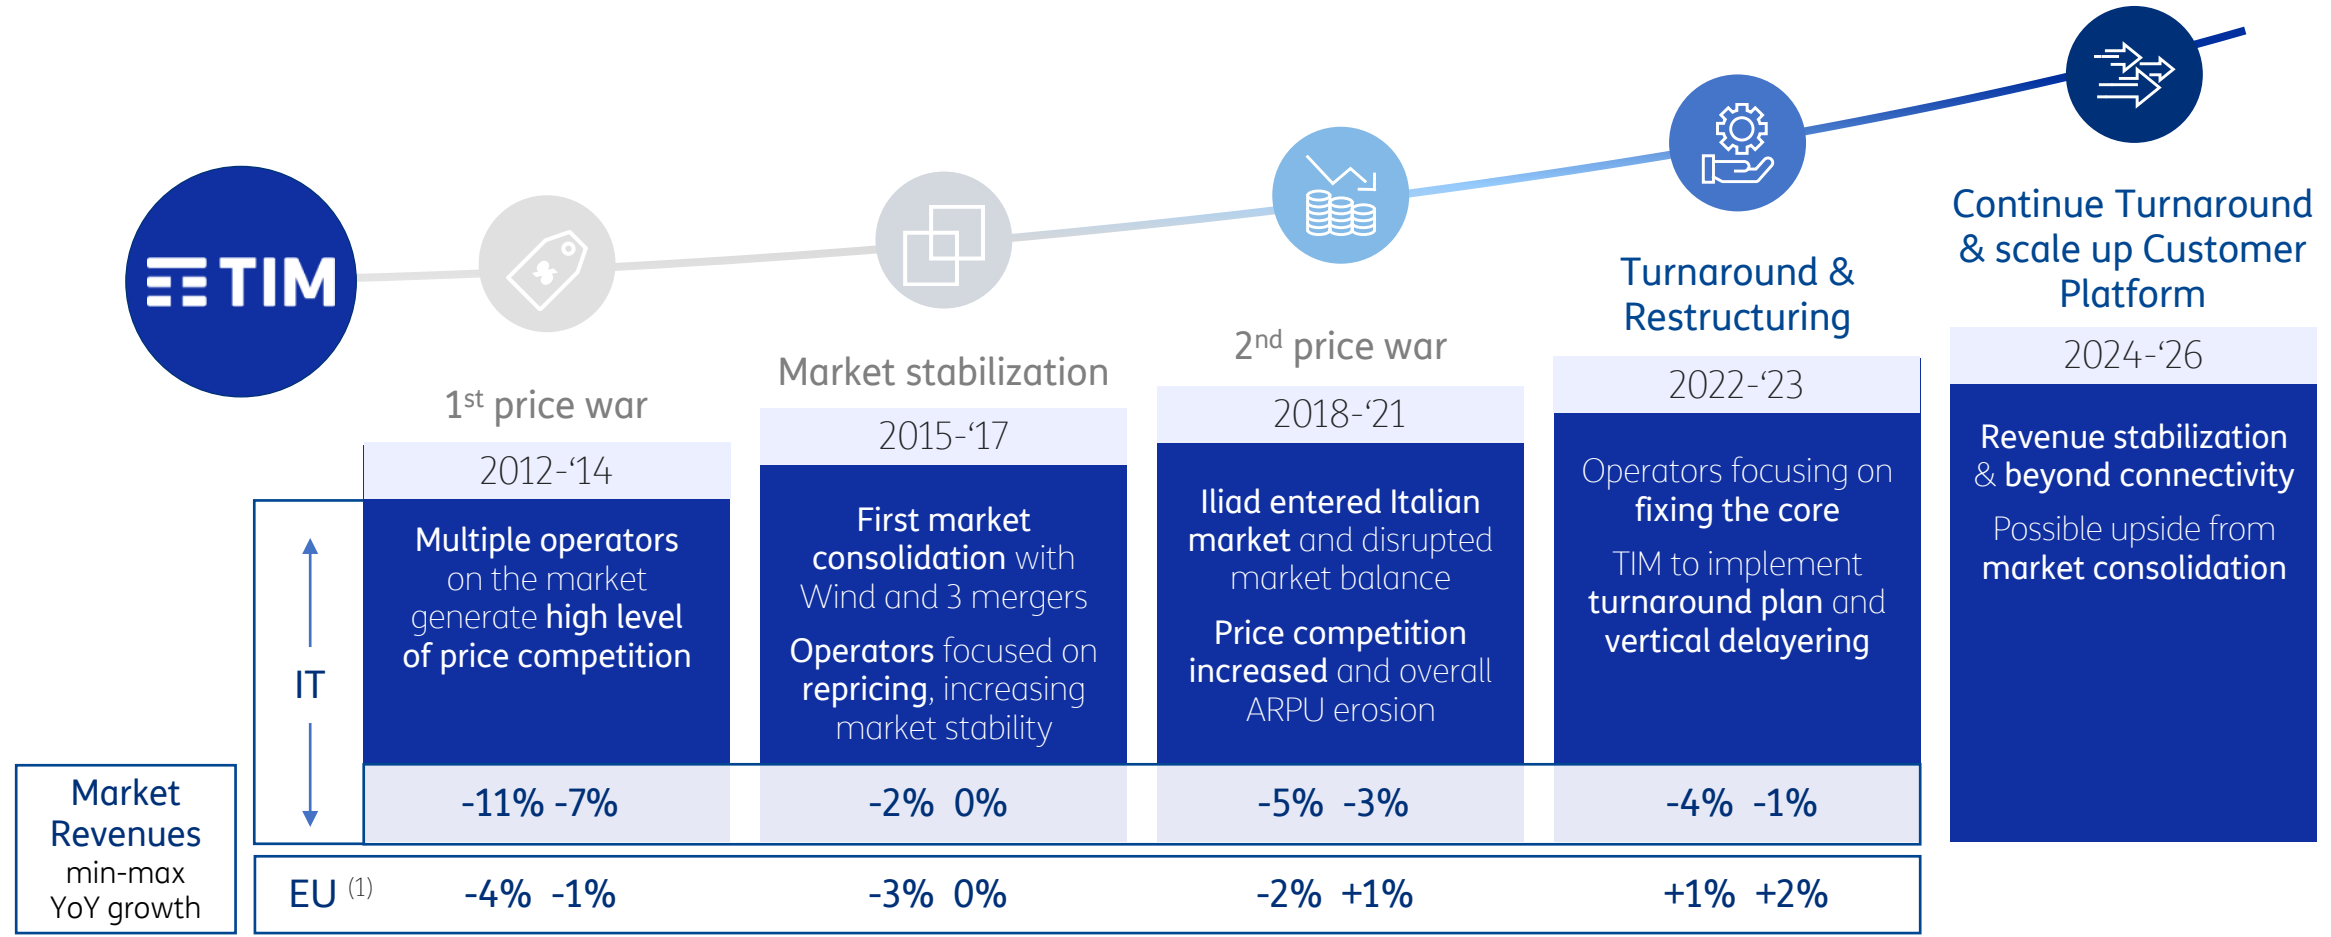 TIM
1st price war
2012-‘14
Multiple operators
on the market
generate high level
of price competition
Market stabilization
2015-‘17
First market
consolidation with
Wind and 3 mergers
Operators focused on
repricing, increasing
market stability
2nd price war
2018-‘21
Iliad entered Italian
market and disrupted
market balance
Price competition
increased and overall
ARPU erosion
Turnaround &
Restructuring
2022-‘23
Operators focusing on
fixing the core
TIM to implement
turnaround plan and
vertical delayering
Continue Turnaround
& scale up Customer
Platform
2024-‘26
Revenue stabilization
& beyond connectivity
Possible upside from
market consolidation
Market
Revenues
min-max
YoY growth
IT
-11% -7%
-2% 0%
-5% -3%
-4% -1%
EU (1)
-4% -1%
-3% 0%
-2% +1%
+1% +2%